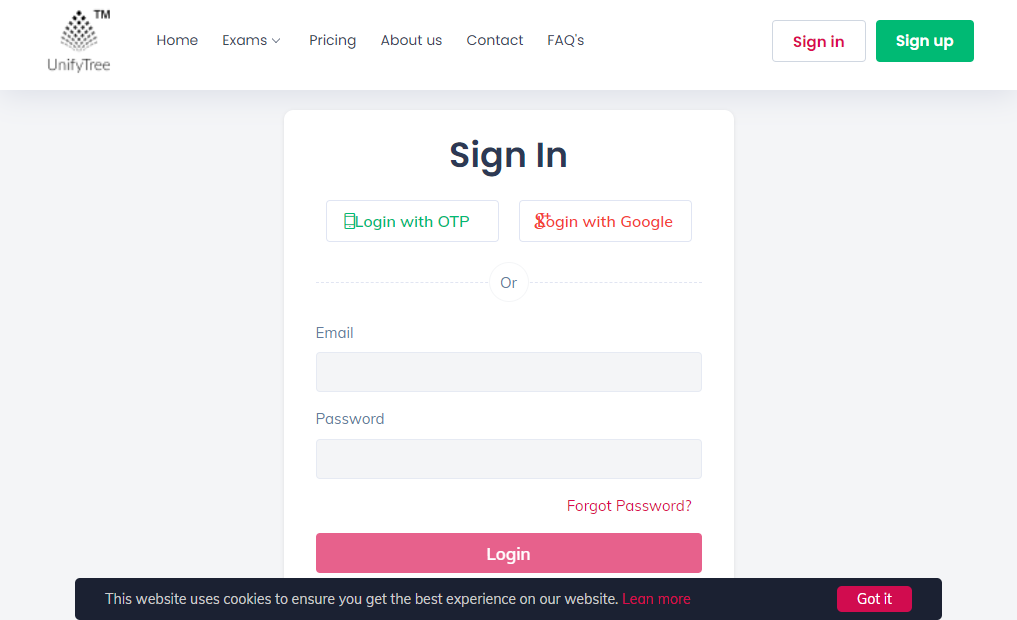 TM
UnifyTree
Home Exams Pricing About us Contact FAQ's Sign in Sign up
Sign In
Login with OTP Login with Google
Or
Email
Password
Forgot Password?
Login
This website uses cookies to ensure you get the best experience on our website. Lean more Got it